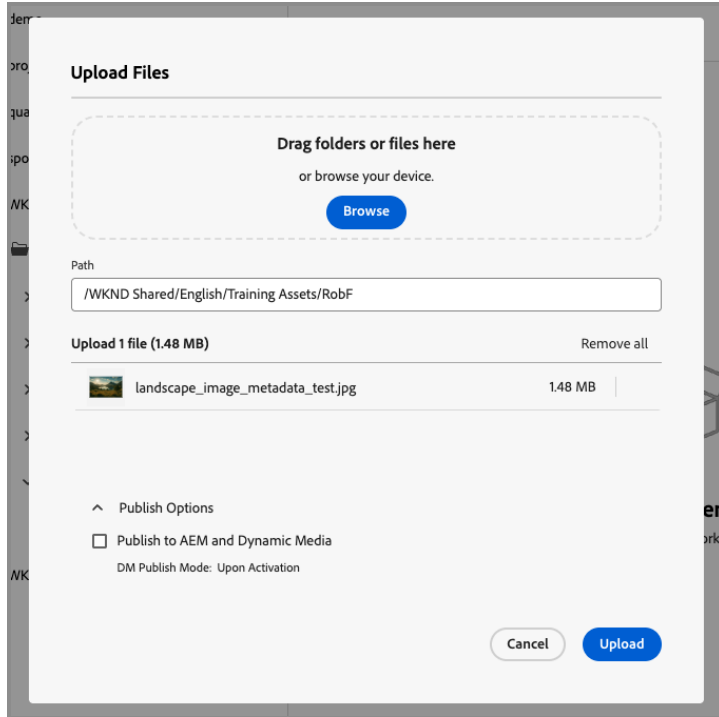 Upload Files
Drag folders or files here
or browse your device.
Browse
Path
/WKND Shared/English/Training Assets/RobF
Upload 1 file (1.48 MB)
Remove all
landscape_image_metadata_test.jpg
1.48 MB
Publish Options
Publish to AEM and Dynamic Media
DM Publish Mode: Upon Activation
Cancel
Upload